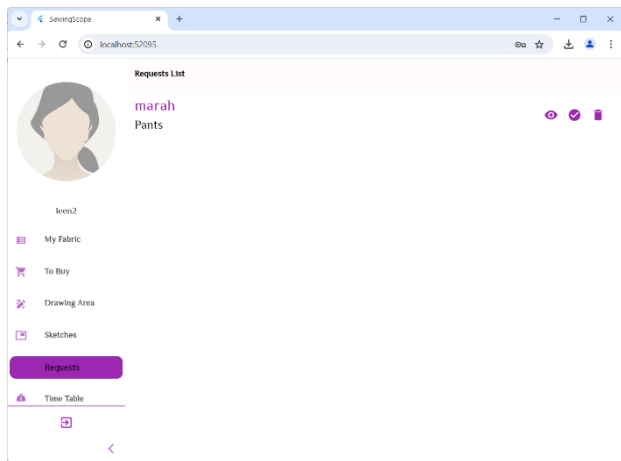 SewingScope
localhost:52095
Requests List
marah
Pants
leen2
My Fabric
To Buy
Drawing Area
Sketches
Requests
Time Table